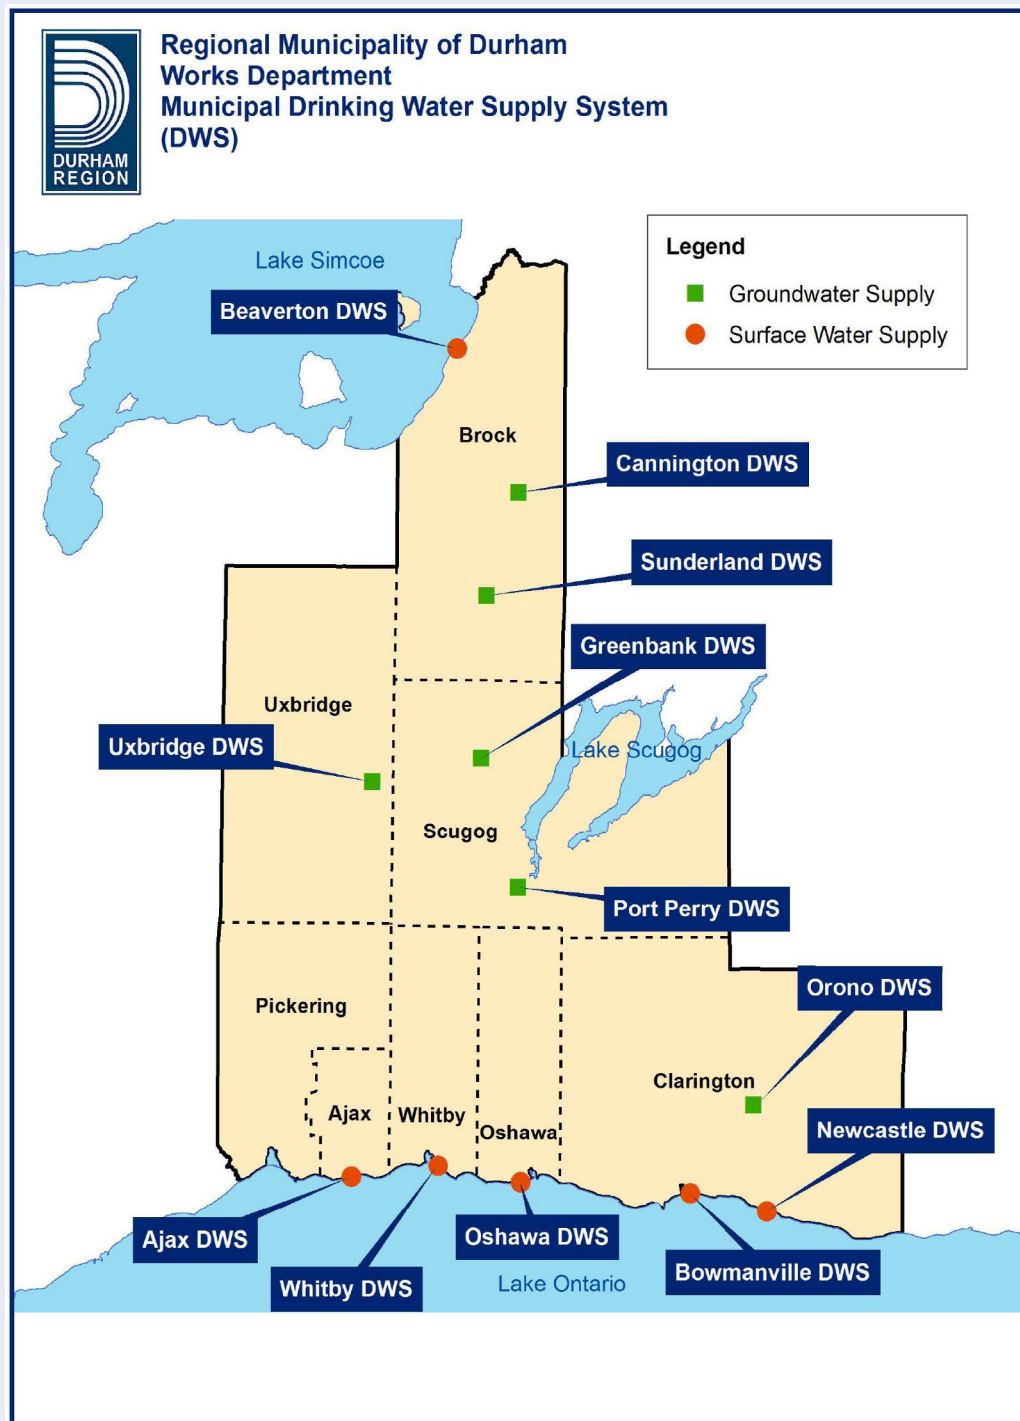 DURHAM
REGION
Regional Municipality of Durham
Works Department
Municipal Drinking Water Supply System
(DWS)
Legend
Groundwater Supply
Surface Water Supply
Lake Simcoe
Beaverton DWS
Brock
Cannington DWS
Sunderland DWS
Greenbank DWS
Uxbridge
Uxbridge DWS
Lake Scugog
Scugog
Port Perry DWS
Orono DWS
Pickering
Clarington
Ajax
Whitby
Oshawa
Newcastle DWS
Ajax DWS
Oshawa DWS
Whitby DWS
Lake Ontario
Bowmanville DWS